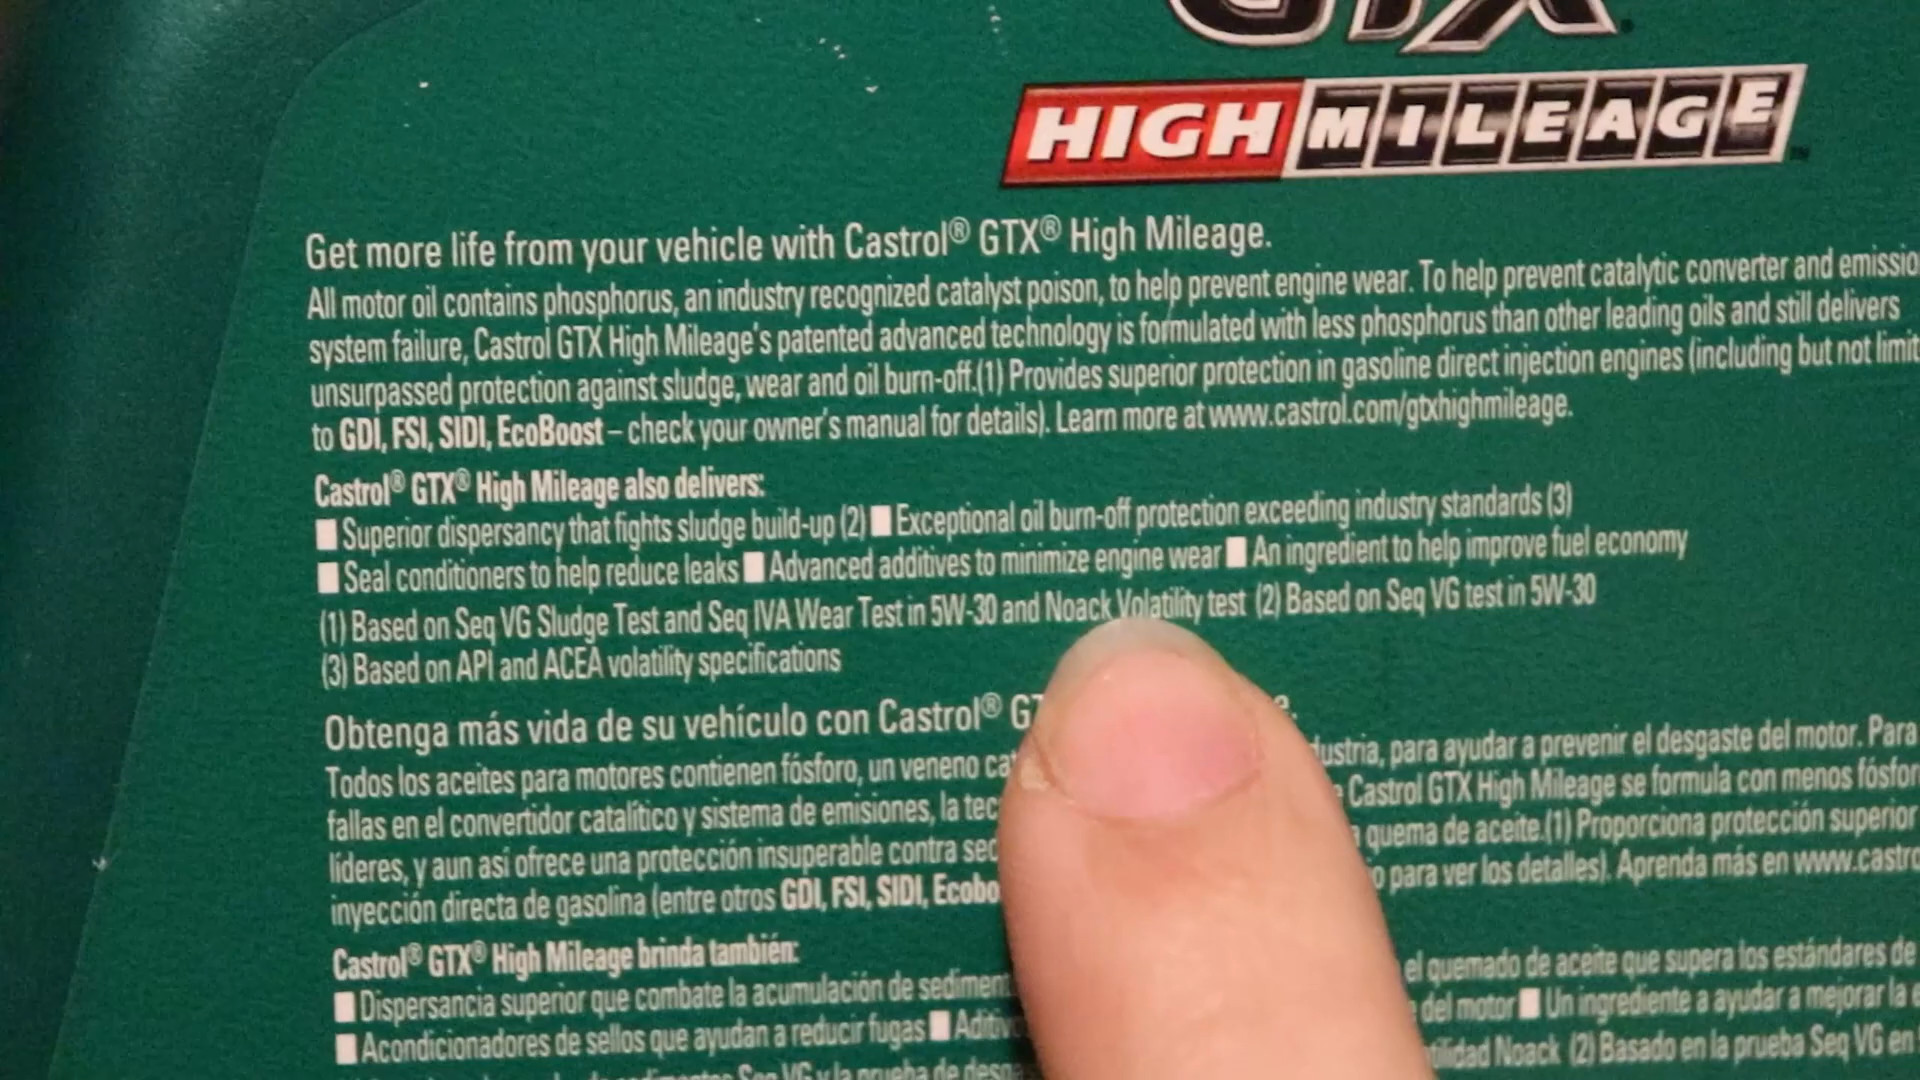 GTX
HIGH MILEAGE™
Get more life from your vehicle with Castrol® GTX® High Mileage.
All motor oil contains phosphorus, an industry recognized catalyst poison, to help prevent engine wear. To help prevent catalytic converter and
system failure, Castrol GTX High Mileage's patented advanced technology is formulated with less phosphorus than other leading oils and still delivers
unsurpassed protection against sludge, wear and oil burn-off.(1) Provides superior protection in gasoline direct injection engines (including but not
to GDI, FSI, SIDI, EcoBoost – check your owner's manual for details). Learn more at www.castrol.com/gtxhighmileage.
Castrol® GTX® High Mileage also delivers:
■ Superior dispersancy that fights sludge build-up (2) ■ Exceptional oil burn-off protection exceeding industry standards (3)
■ Seal conditioners to help reduce leaks ■ Advanced additives to minimize engine wear ■ An ingredient to help improve fuel economy
(1) Based on Seq VG Sludge Test and Seq IVA Wear Test in 5W-30 and Noack Volatility test (2) Based on Seq VG test in 5W-30
(3) Based on API and ACEA volatility specifications
Obtenga más vida de su vehículo con Castrol®
Todos los aceites para motores contienen fósforo, un veneno para ayudar a prevenir el desgaste del motor. Para
fallas en el convertidor catalítico y sistema de emisiones, la Castrol GTX High Mileage se formula con menos
líderes, y aun así ofrece una protección insuperable contra quema de aceite.(1) Proporciona protección superior
inyección directa de gasolina (entre otros GDI, FSI, SIDI, para ver los detalles). Aprenda más en
Castrol® GTX® High Mileage brinda también:
■ Dispersancia superior que combate la acumulación de el quemado de aceite que supera los estándares de
■ Acondicionadores de sellos que ayudan a reducir fugas ■ del motor ■ Un ingrediente a ayudar a mejorar la
Noack (2) Basado en la prueba Seq VG en